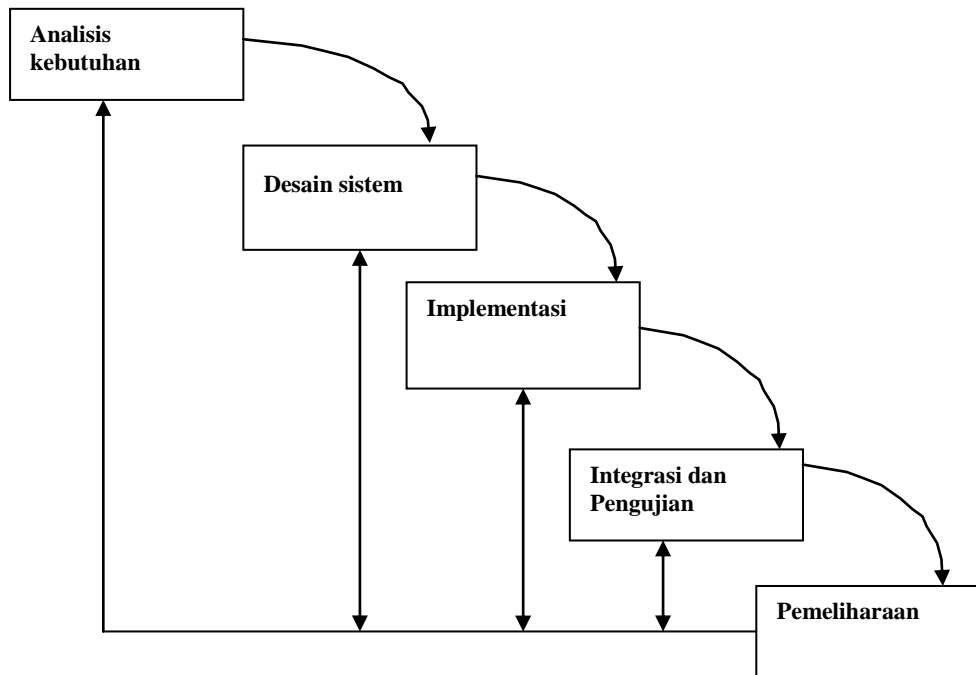 Analisis
kebutuhan
Desain sistem
Implementasi
Integrasi dan
Pengujian
Pemeliharaan